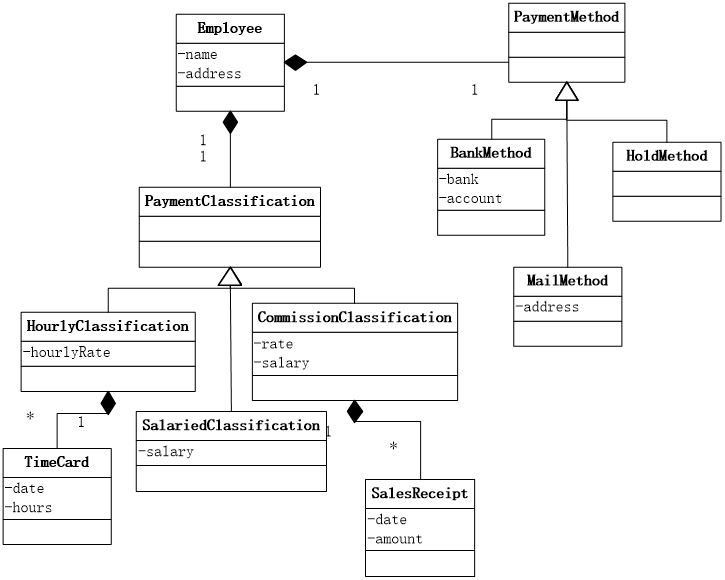 Employee
-name
-address
PaymentMethod
1
1
1
1
BankMethod
-bank
-account
HoldMethod
PaymentClassification
MailMethod
-address
HourlyClassification
-hourlyRate
CommissionClassification
-rate
-salary
*
1
SalariedClassification
-salary
1
*
TimeCard
-date
-hours
SalesReceipt
-date
-amount